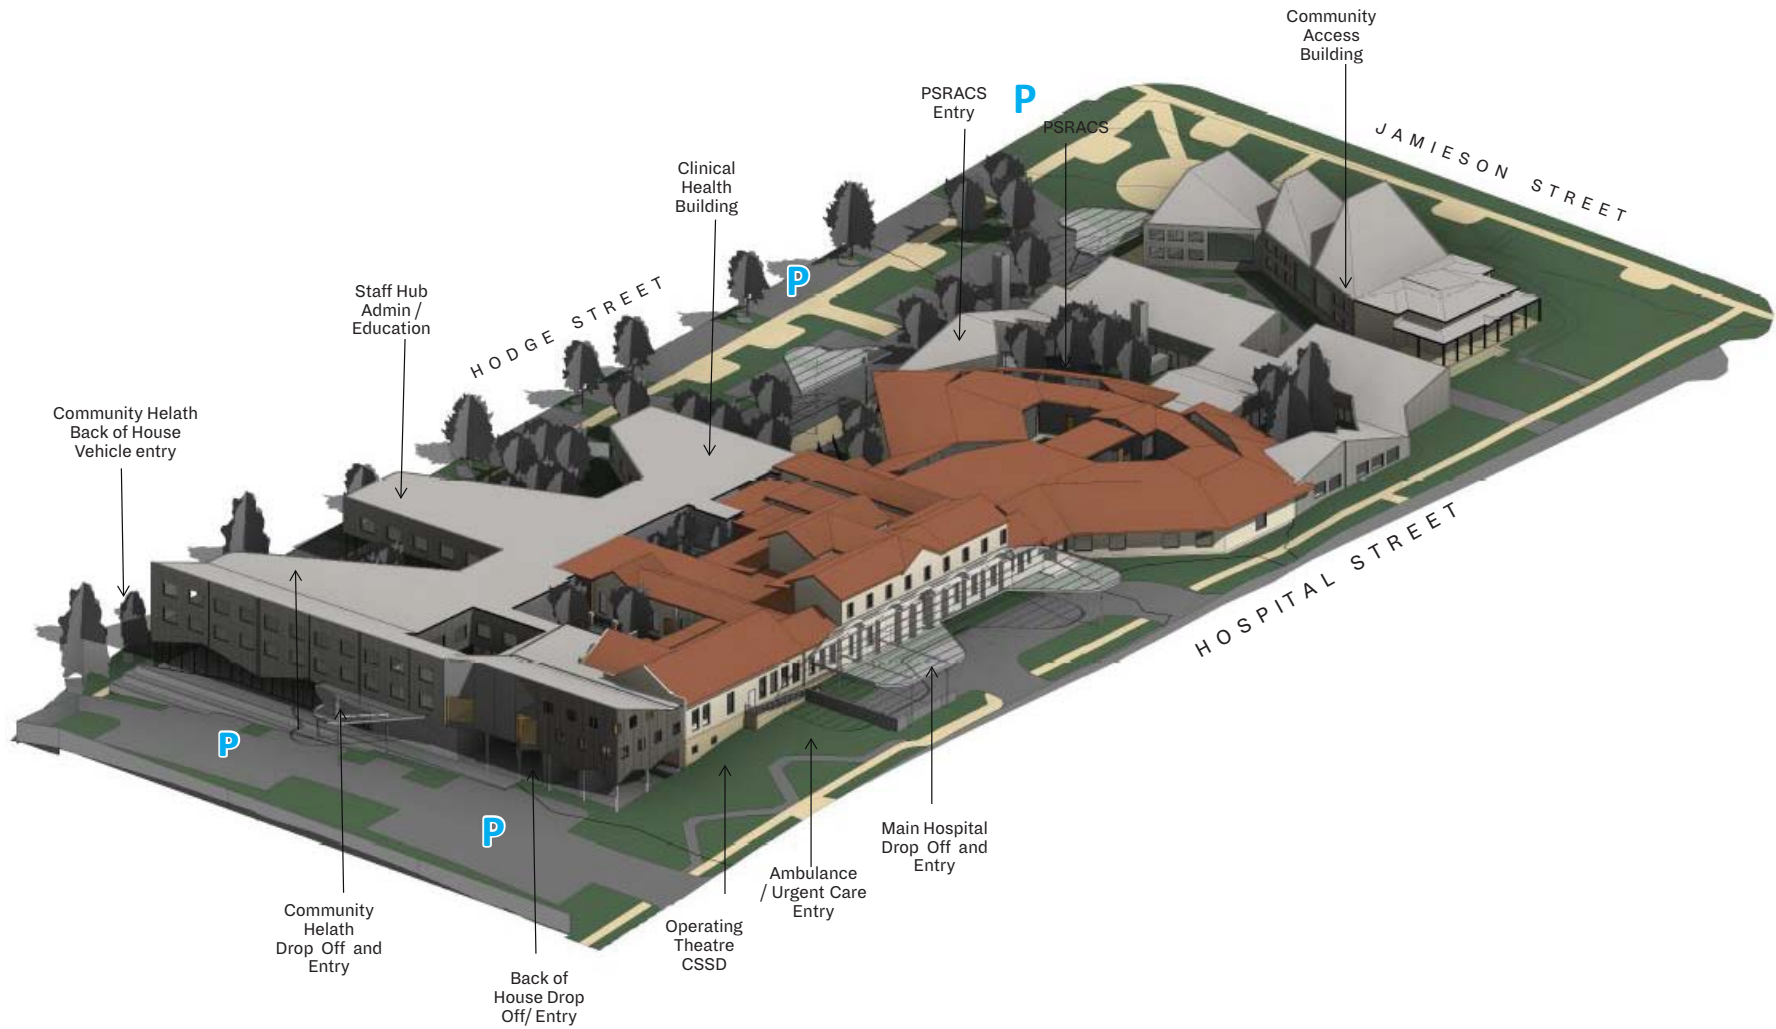 Community
Access
Building
PSRACS
Entry
P
PSRACS
JAMIESON STREET
Clinical
Health
Building
P
HODGE STREET
Staff Hub
Admin /
Education
Community Helath
Back of House
Vehicle entry
HOSPITAL STREET
P
P
Main Hospital
Drop Off and
Entry
Ambulance
/ Urgent Care
Entry
Operating
Theatre
CSSD
Community
Helath
Drop Off and
Entry
Back of
House Drop
Off/ Entry